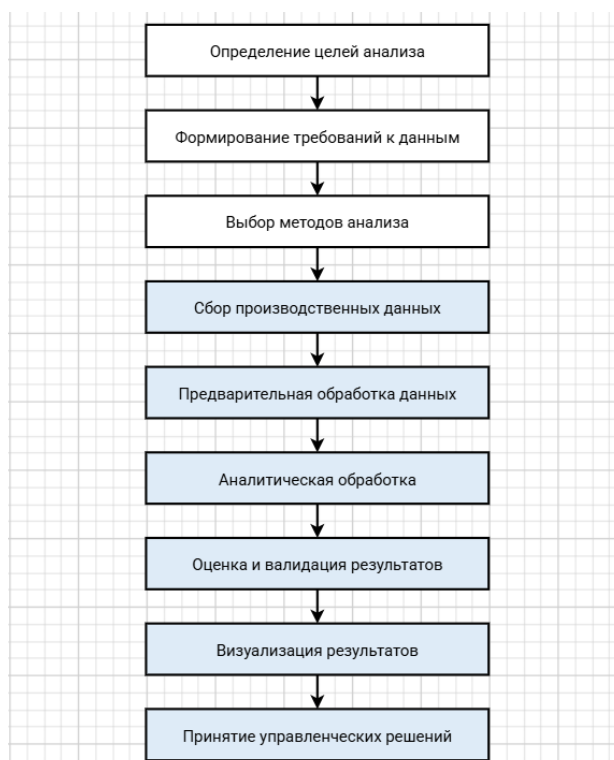 Определение целей анализа
Формирование требований к данным
Выбор методов анализа
Сбор производственных данных
Предварительная обработка данных
Аналитическая обработка
Оценка и валидация результатов
Визуализация результатов
Принятие управленческих решений